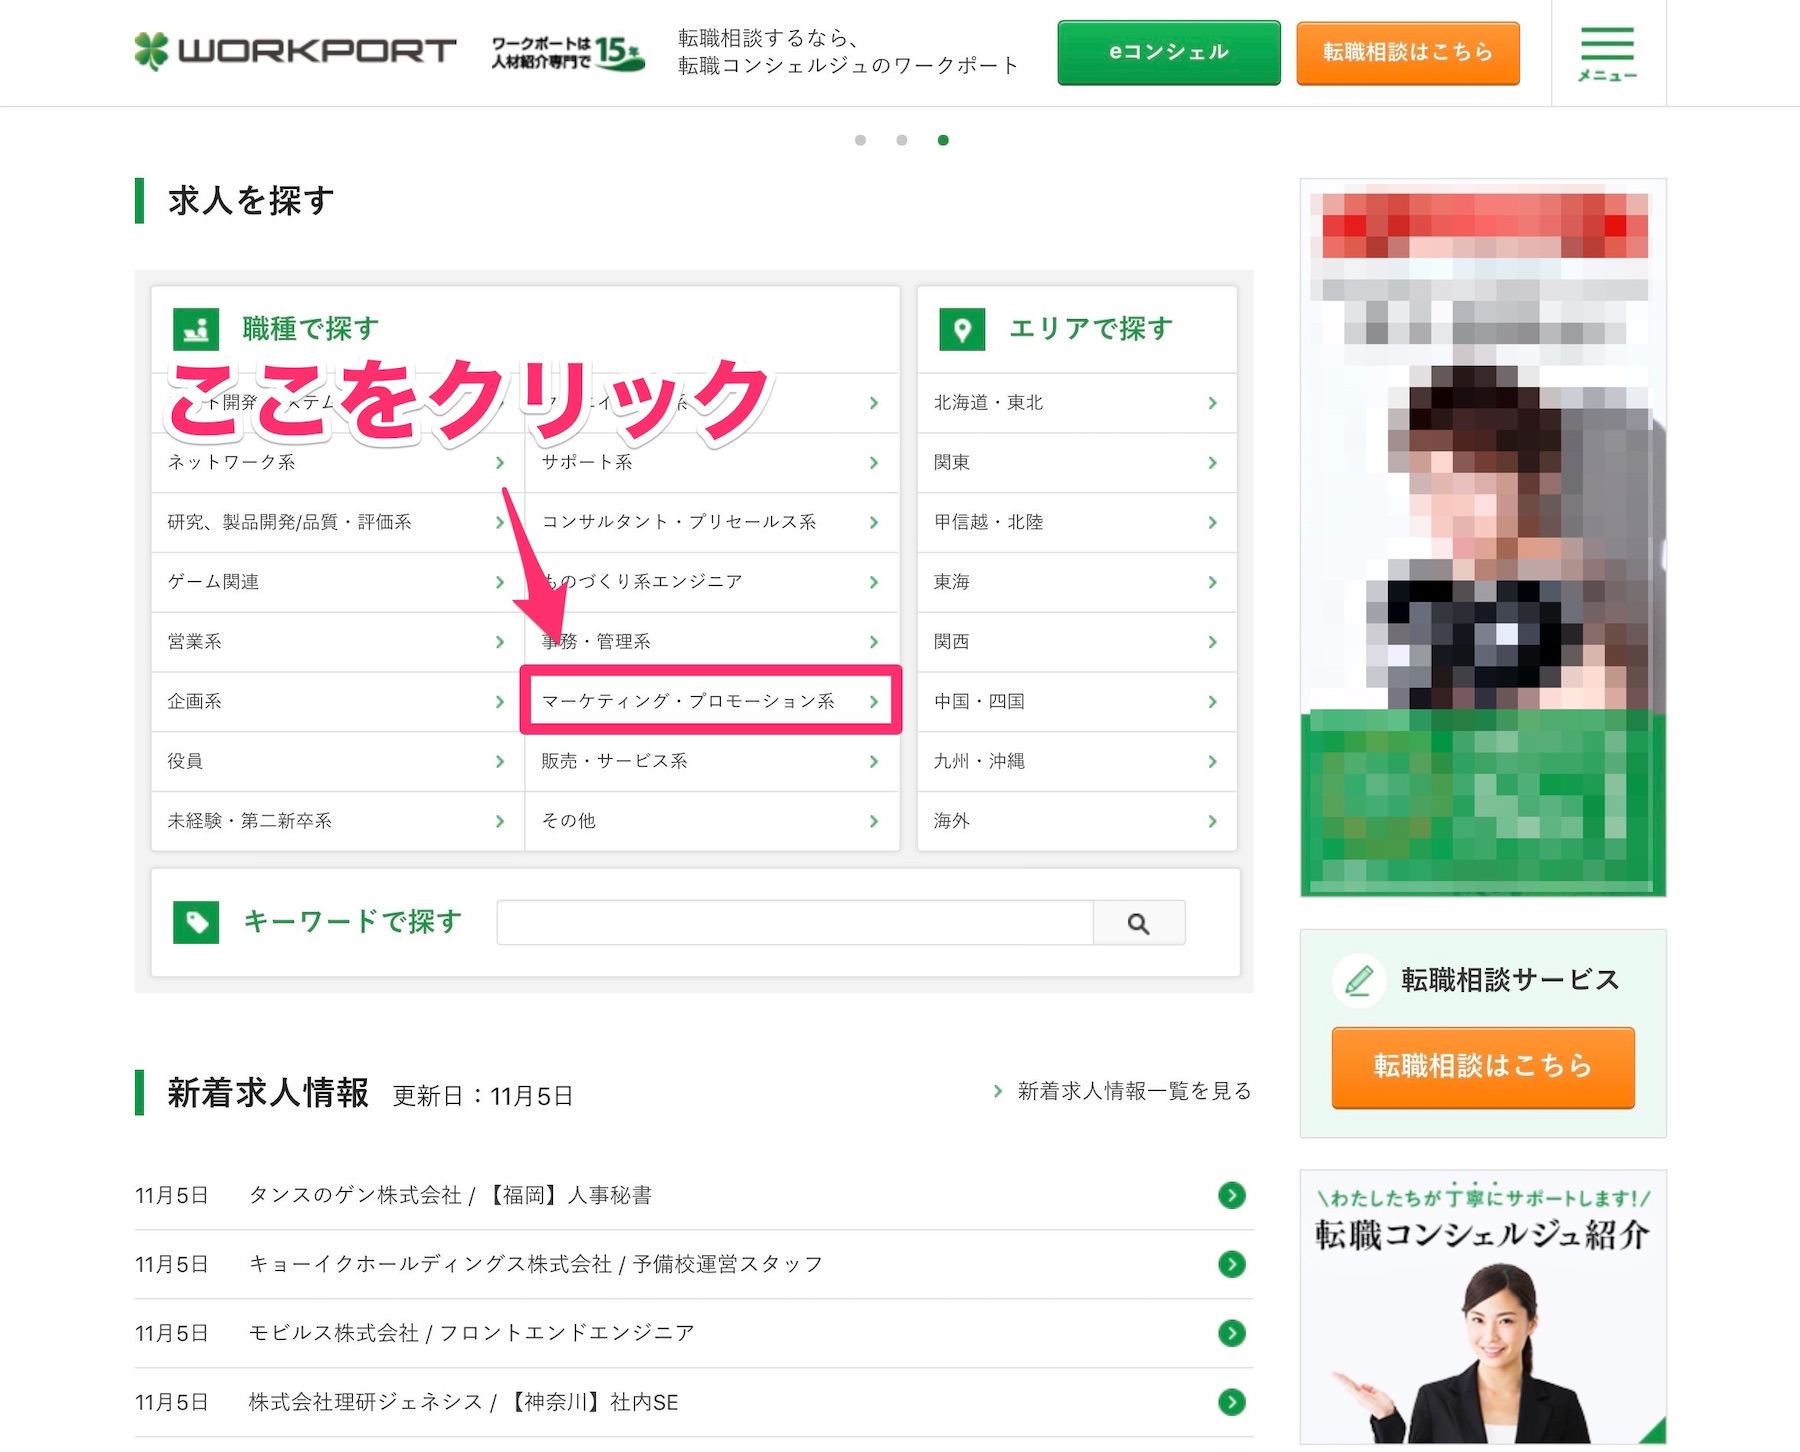 WORKPORT
ワークポートは
人材紹介専門で15年
転職相談するなら、
転職コンシェルジュのワークポート
eコンシェル
転職相談はこちら
メニュー
求人を探す
職種で探す
ここをクリック
ネットワーク系
サポート系
研究、製品開発/品質・評価系
コンサルタント・プリセールス系
ゲーム関連
ものづくり系エンジニア
営業系
事務・管理系
企画系
マーケティング・プロモーション系
役員
販売・サービス系
未経験・第二新卒系
その他
エリアで探す
北海道・東北
関東
甲信越・北陸
東海
関西
中国・四国
九州・沖縄
海外
キーワードで探す
新着求人情報 更新日：11月5日
新着求人情報一覧を見る
11月5日 タンスのゲン株式会社 / 【福岡】人事秘書
11月5日 キョーイクホールディングス株式会社 / 予備校運営スタッフ
11月5日 モビルス株式会社 / フロントエンドエンジニア
11月5日 株式会社理研ジェネシス / 【神奈川】社内SE
転職相談サービス
転職相談はこちら
\わたしたちが丁寧にサポートします!/
転職コンシェルジュ紹介